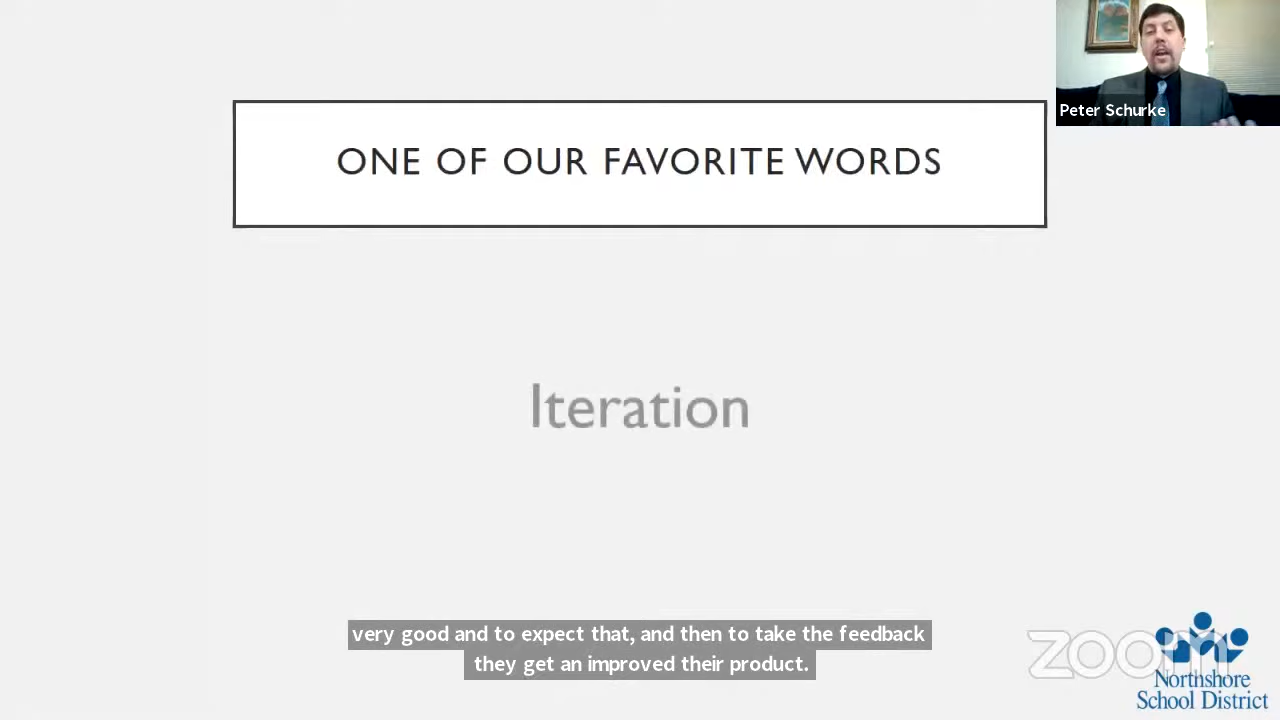 Peter Schurke
ONE OF OUR FAVORITE WORDS
Iteration
very good and to expect that, and then to take the feedback
they get an improved their product.
zoom
Northshore
School District